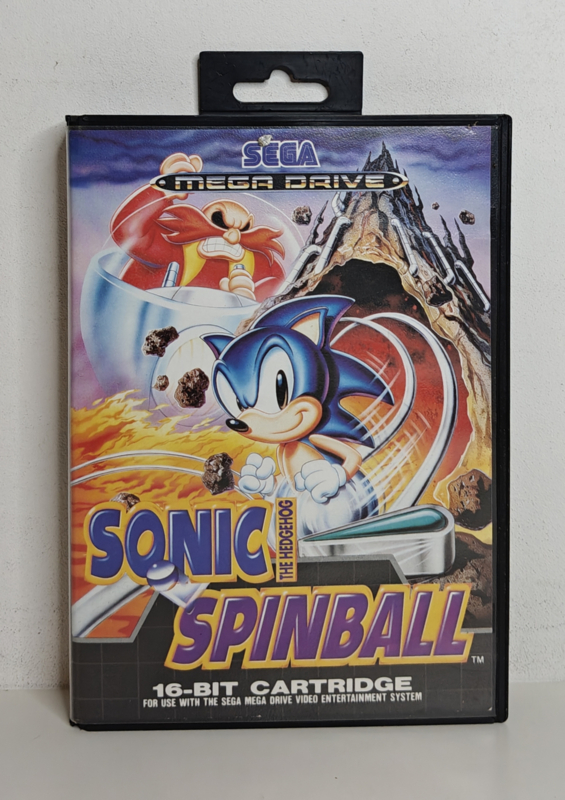 SEGA
MEGA DRIVE
SONIC
THE HEDGEHOG
SPINBALL
TM
16-BIT CARTRIDGE
FOR USE WITH THE SEGA MEGA DRIVE VIDEO ENTERTAINMENT SYSTEM